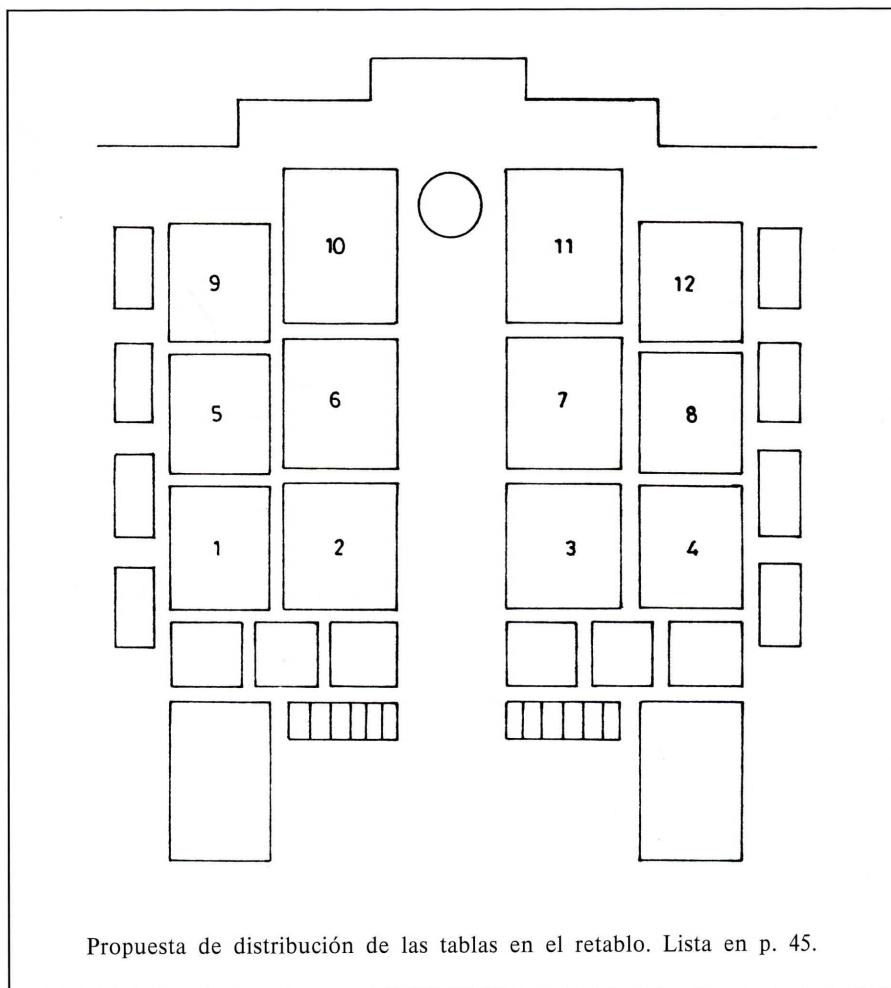 10 11
9 12
6 7
5 8
1 2 3 4
Propuesta de distribución de las tablas en el retablo. Lista en p. 45.